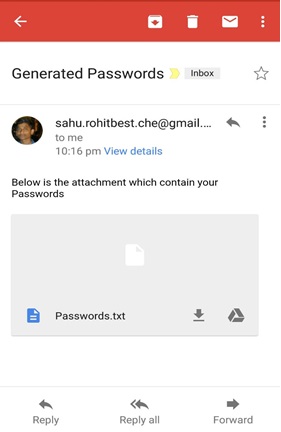 Generated Passwords Inbox
sahu.rohitbest.che@gmail....
to me
10:16 pm View details
Below is the attachment which contain your
Passwords
Passwords.txt
Reply Reply all Forward